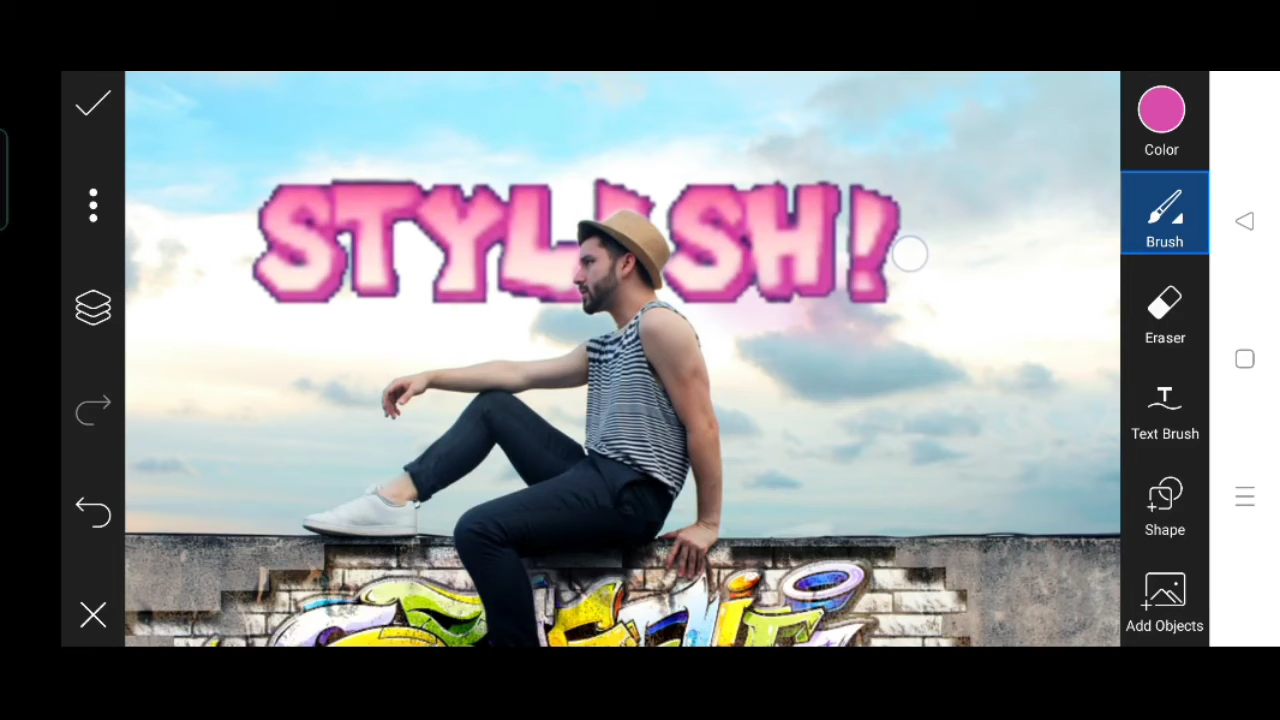 STYLISH!
Color
Brush
Eraser
Text Brush
Shape
Add Objects